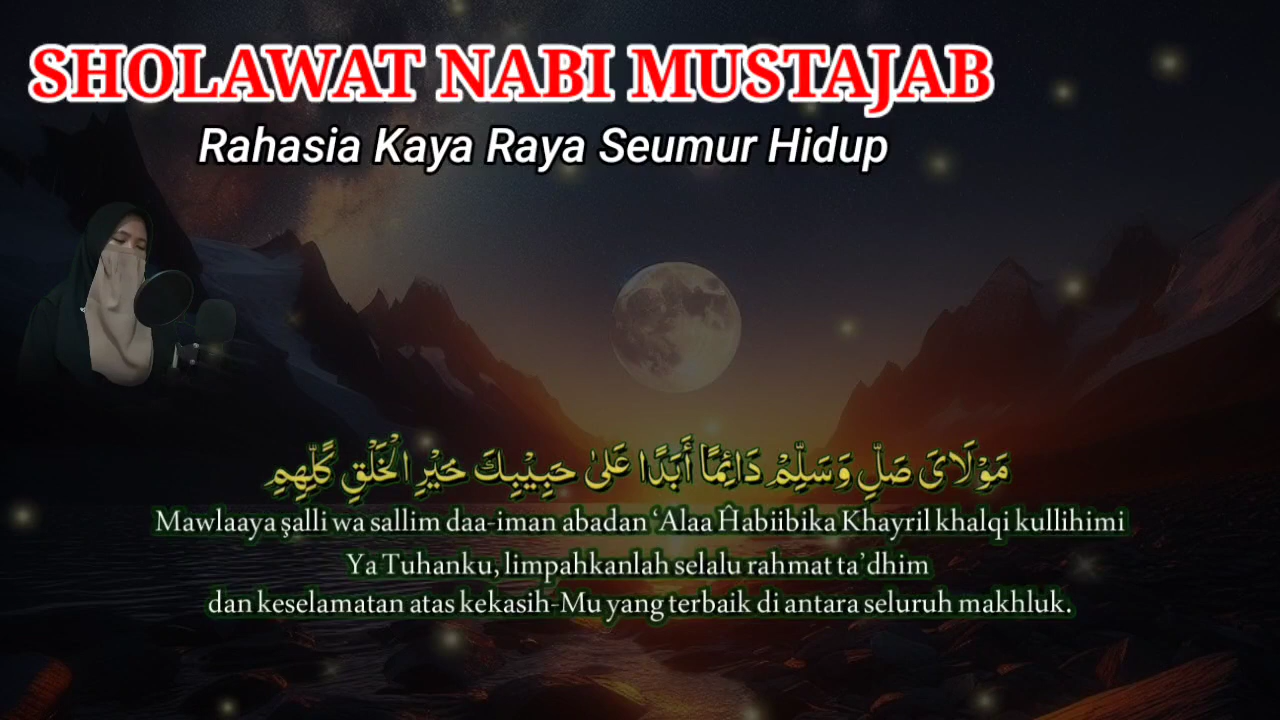 SHOLAWAT NABI MUSTAJAB
Rahasia Kaya Raya Seumur Hidup
مَوْلَايَ صَلِّ وَسَلِّمْ دَائِمًا أَبَدًا عَلىٰ حَبِيْبِكَ خَيْرِ الْخَلْقِ كُلِّهِمِ
Mawlaaya şalli wa sallim daa-iman abadan ‘Alaa Ĥabiibika Khayril khalqi kullihimi
Ya Tuhanku, limpahkanlah selalu rahmat ta’dhim
dan keselamatan atas kekasih-Mu yang terbaik di antara seluruh makhluk.